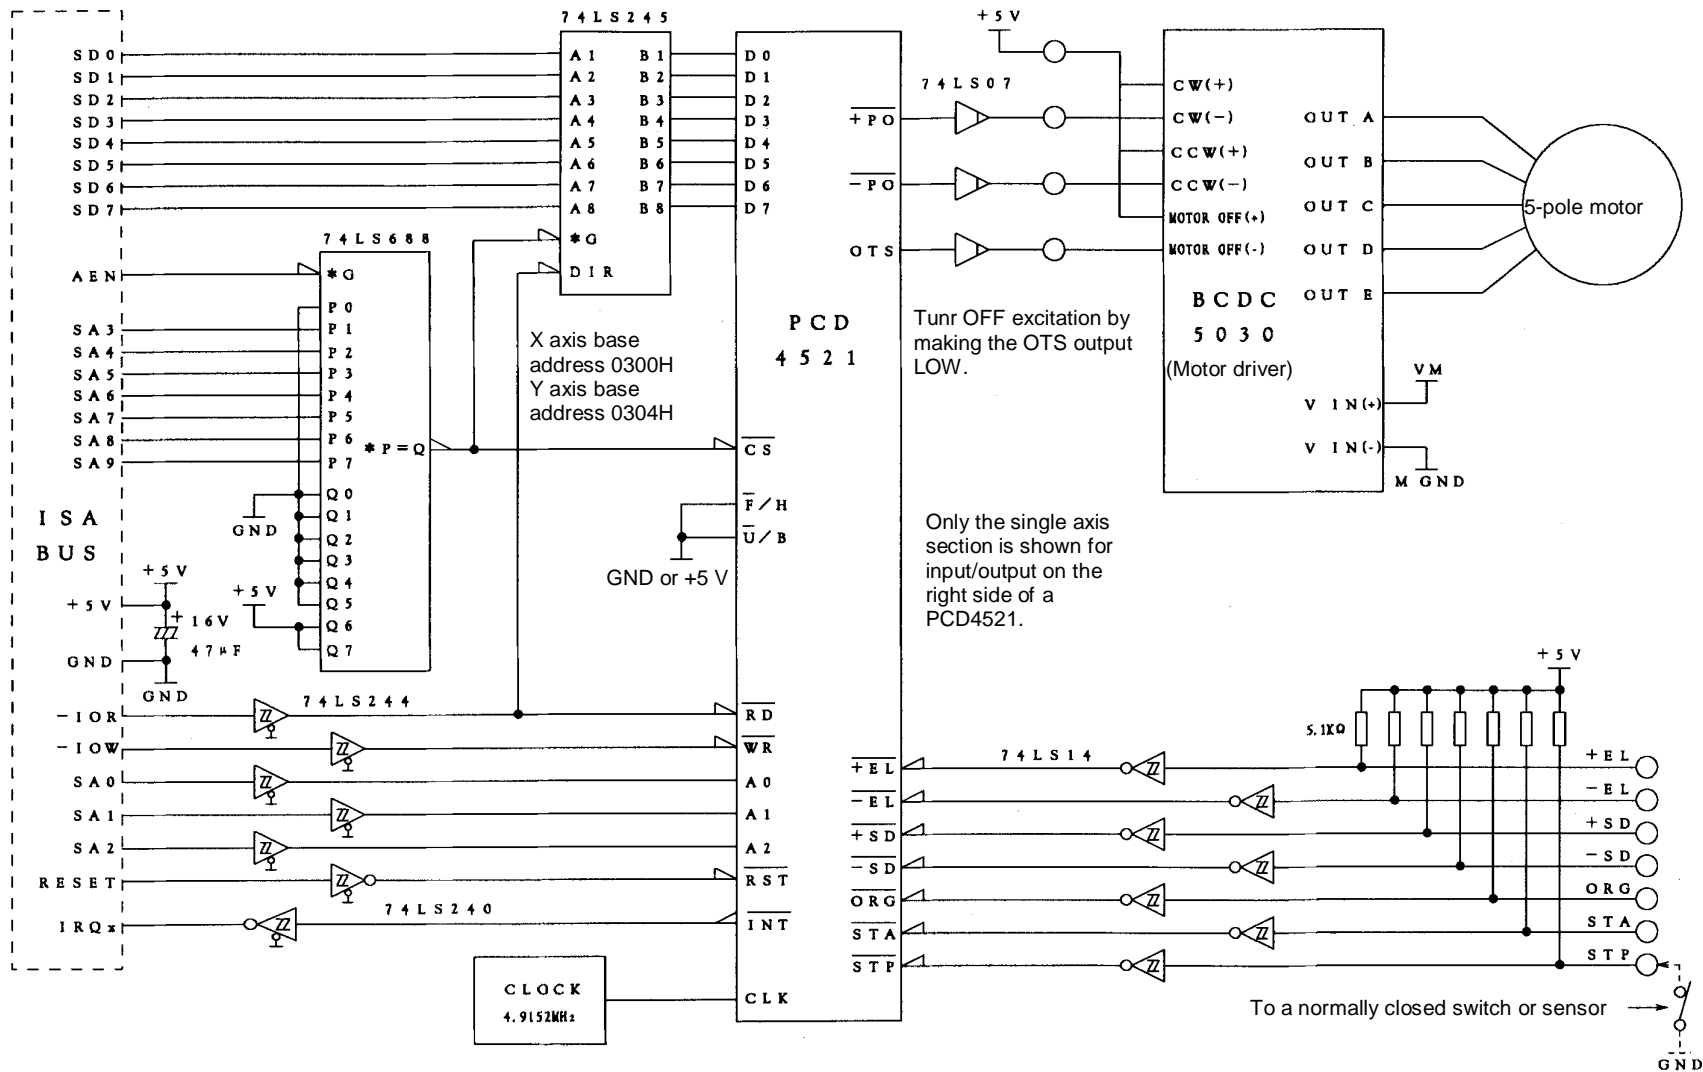 74LS245
+5V
SD0 A1 B1 D0
SD1 A2 B2 D1
SD2 A3 B3 D2
SD3 A4 B4 D3
SD4 A5 B5 D4
SD5 A6 B6 D5
SD6 A7 B7 D6
SD7 A8 B8 D7
*G
DIR
74LS07
+PO
-PO
OTS
CW(+)
CW(-)
CCW(+)
CCW(-)
MOTOR OFF(+)
MOTOR OFF(-)
OUT A
OUT B
OUT C
OUT D
OUT E
5-pole motor
BCDC
5030
(Motor driver)
V IN(+)
V IN(-)
VM
M GND
74LS688
AEN *G
P0
SA3 P1
SA4 P2
SA5 P3
SA6 P4
SA7 P5
SA8 P6
SA9 P7
*P=Q
Q0
Q1
Q2
Q3
Q4
Q5
Q6
Q7
GND
+5V
X axis base
address 0300H
Y axis base
address 0304H
PCD
4521
Tunr OFF excitation by
making the OTS output
LOW.
CS
F/H
U/B
GND or +5 V
Only the single axis
section is shown for
input/output on the
right side of a
PCD4521.
ISA
BUS
+5V
+5V
+ 16V
47μF
GND
GND
74LS244
-IOR RD
-IOW WR
SA0 A0
SA1 A1
SA2 A2
RESET RST
74LS240
IRQx INT
CLOCK
4.9152MHz
CLK
+5V
5.1KΩ
74LS14
+EL +EL
-EL -EL
+SD +SD
-SD -SD
ORG ORG
STA STA
STP STP
To a normally closed switch or sensor
GND